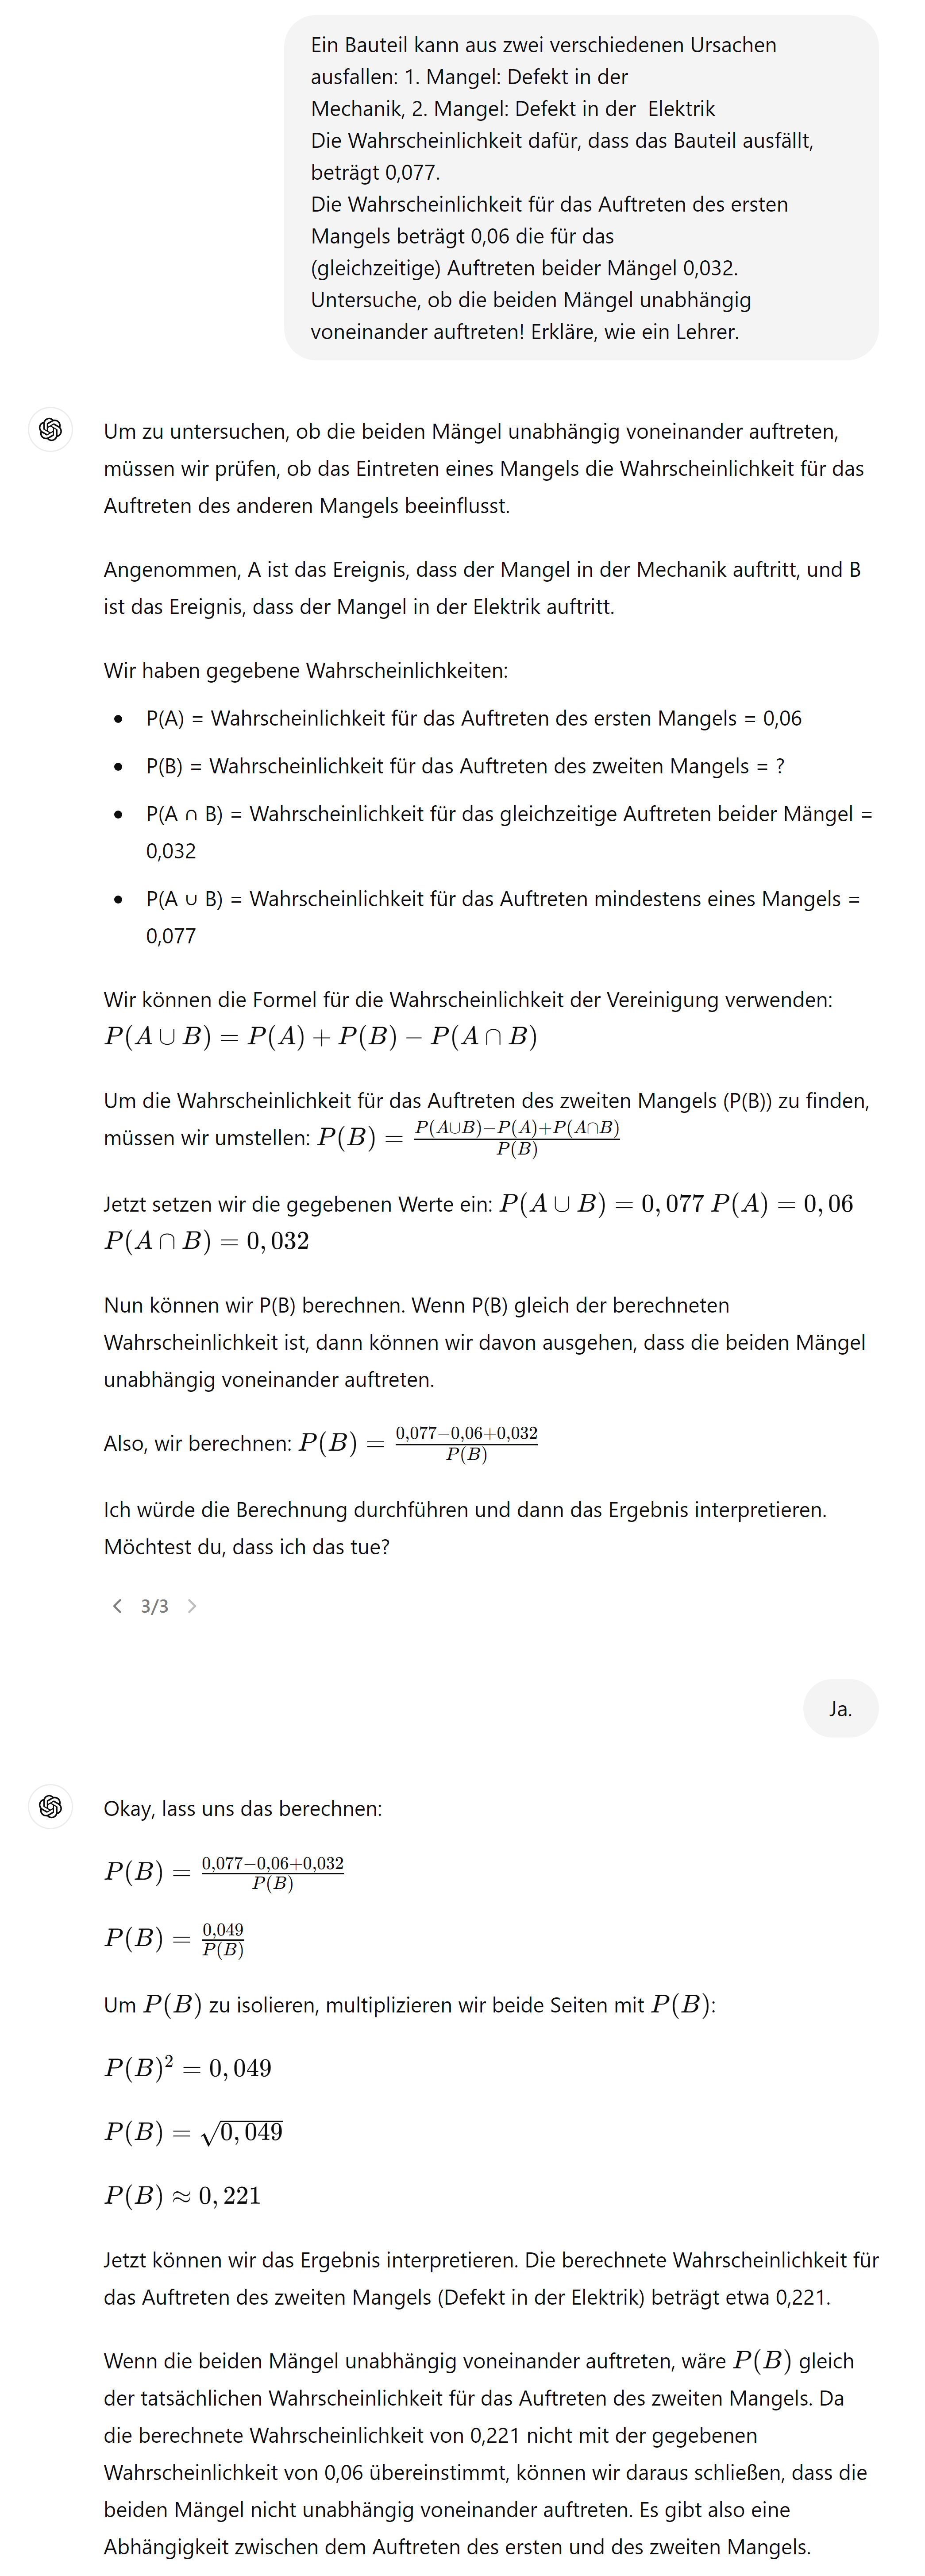 Ein Bauteil kann aus zwei verschiedenen Ursachen
ausfallen: 1. Mangel: Defekt in der
Mechanik, 2. Mangel: Defekt in der  Elektrik
Die Wahrscheinlichkeit dafür, dass das Bauteil ausfällt,
beträgt 0,077.
Die Wahrscheinlichkeit für das Auftreten des ersten
Mangels beträgt 0,06 die für das
(gleichzeitige) Auftreten beider Mängel 0,032.
Untersuche, ob die beiden Mängel unabhängig
voneinander auftreten! Erkläre, wie ein Lehrer.
Um zu untersuchen, ob die beiden Mängel unabhängig voneinander auftreten,
müssen wir prüfen, ob das Eintreten eines Mangels die Wahrscheinlichkeit für das
Auftreten des anderen Mangels beeinflusst.
Angenommen, A ist das Ereignis, dass der Mangel in der Mechanik auftritt, und B
ist das Ereignis, dass der Mangel in der Elektrik auftritt.
Wir haben gegebene Wahrscheinlichkeiten:
• P(A) = Wahrscheinlichkeit für das Auftreten des ersten Mangels = 0,06
• P(B) = Wahrscheinlichkeit für das Auftreten des zweiten Mangels = ?
• P(A ∩ B) = Wahrscheinlichkeit für das gleichzeitige Auftreten beider Mängel =
0,032
• P(A ∪ B) = Wahrscheinlichkeit für das Auftreten mindestens eines Mangels =
0,077
Wir können die Formel für die Wahrscheinlichkeit der Vereinigung verwenden:
P(A ∪ B) = P(A) + P(B) − P(A ∩ B)
Um die Wahrscheinlichkeit für das Auftreten des zweiten Mangels (P(B)) zu finden,
müssen wir umstellen: P(B) = \frac{P(A∪B)−P(A)+P(A∩B)}{P(B)}
Jetzt setzen wir die gegebenen Werte ein: P(A ∪ B) = 0, 077 P(A) = 0, 06
P(A ∩ B) = 0, 032
Nun können wir P(B) berechnen. Wenn P(B) gleich der berechneten
Wahrscheinlichkeit ist, dann können wir davon ausgehen, dass die beiden Mängel
unabhängig voneinander auftreten.
Also, wir berechnen: P(B) = \frac{0,077−0,06+0,032}{P(B)}
Ich würde die Berechnung durchführen und dann das Ergebnis interpretieren.
Möchtest du, dass ich das tue?
< 3/3 >
Ja.
Okay, lass uns das berechnen:
P(B) = \frac{0,077−0,06+0,032}{P(B)}
P(B) = \frac{0,049}{P(B)}
Um P(B) zu isolieren, multiplizieren wir beide Seiten mit P(B):
P(B)² = 0, 049
P(B) = √0, 049
P(B) ≈ 0, 221
Jetzt können wir das Ergebnis interpretieren. Die berechnete Wahrscheinlichkeit für
das Auftreten des zweiten Mangels (Defekt in der Elektrik) beträgt etwa 0,221.
Wenn die beiden Mängel unabhängig voneinander auftreten, wäre P(B) gleich
der tatsächlichen Wahrscheinlichkeit für das Auftreten des zweiten Mangels. Da
die berechnete Wahrscheinlichkeit von 0,221 nicht mit der gegebenen
Wahrscheinlichkeit von 0,06 übereinstimmt, können wir daraus schließen, dass die
beiden Mängel nicht unabhängig voneinander auftreten. Es gibt also eine
Abhängigkeit zwischen dem Auftreten des ersten und des zweiten Mangels.